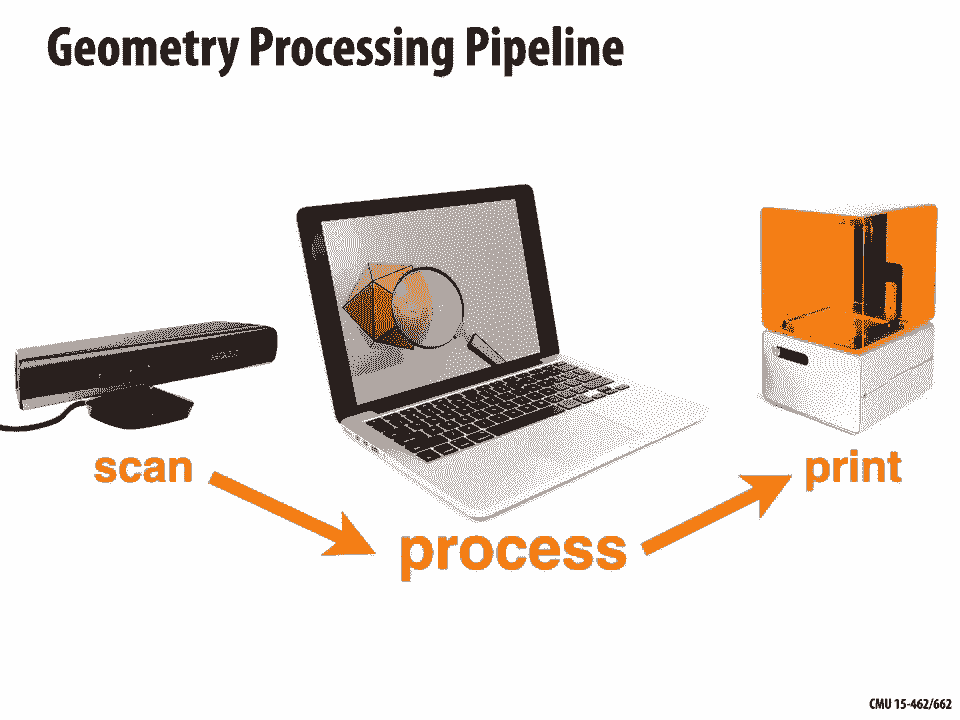 Geometry Processing Pipeline
scan
process
print
CMU 15-462/662